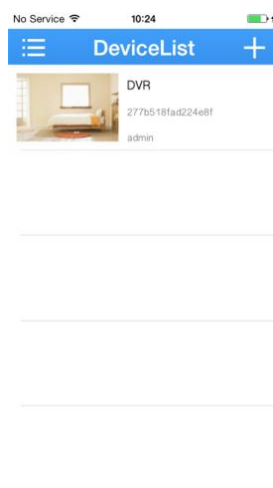 No Service 10:24
DeviceList
DVR
277b518fad224e8f
admin